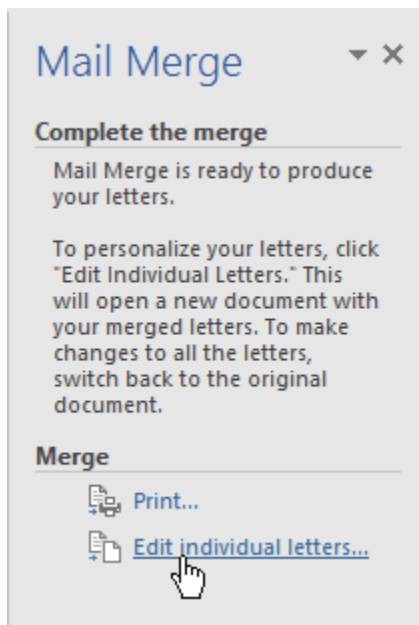 Mail Merge
Complete the merge
Mail Merge is ready to produce
your letters.
To personalize your letters, click
"Edit Individual Letters." This
will open a new document with
your merged letters. To make
changes to all the letters,
switch back to the original
document.
Merge
Print...
Edit individual letters...